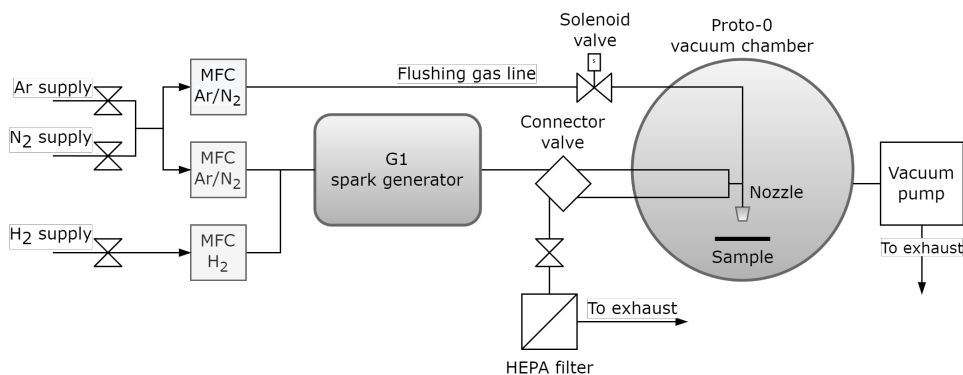 Solenoid
valve
Proto-0
vacuum chamber
Ar supply
MFC
Ar/N2
Flushing gas line
s
N2 supply
MFC
Ar/N2
G1
spark generator
Connector
valve
Nozzle
Vacuum
pump
H2 supply
MFC
H2
Sample
To exhaust
To exhaust
HEPA filter